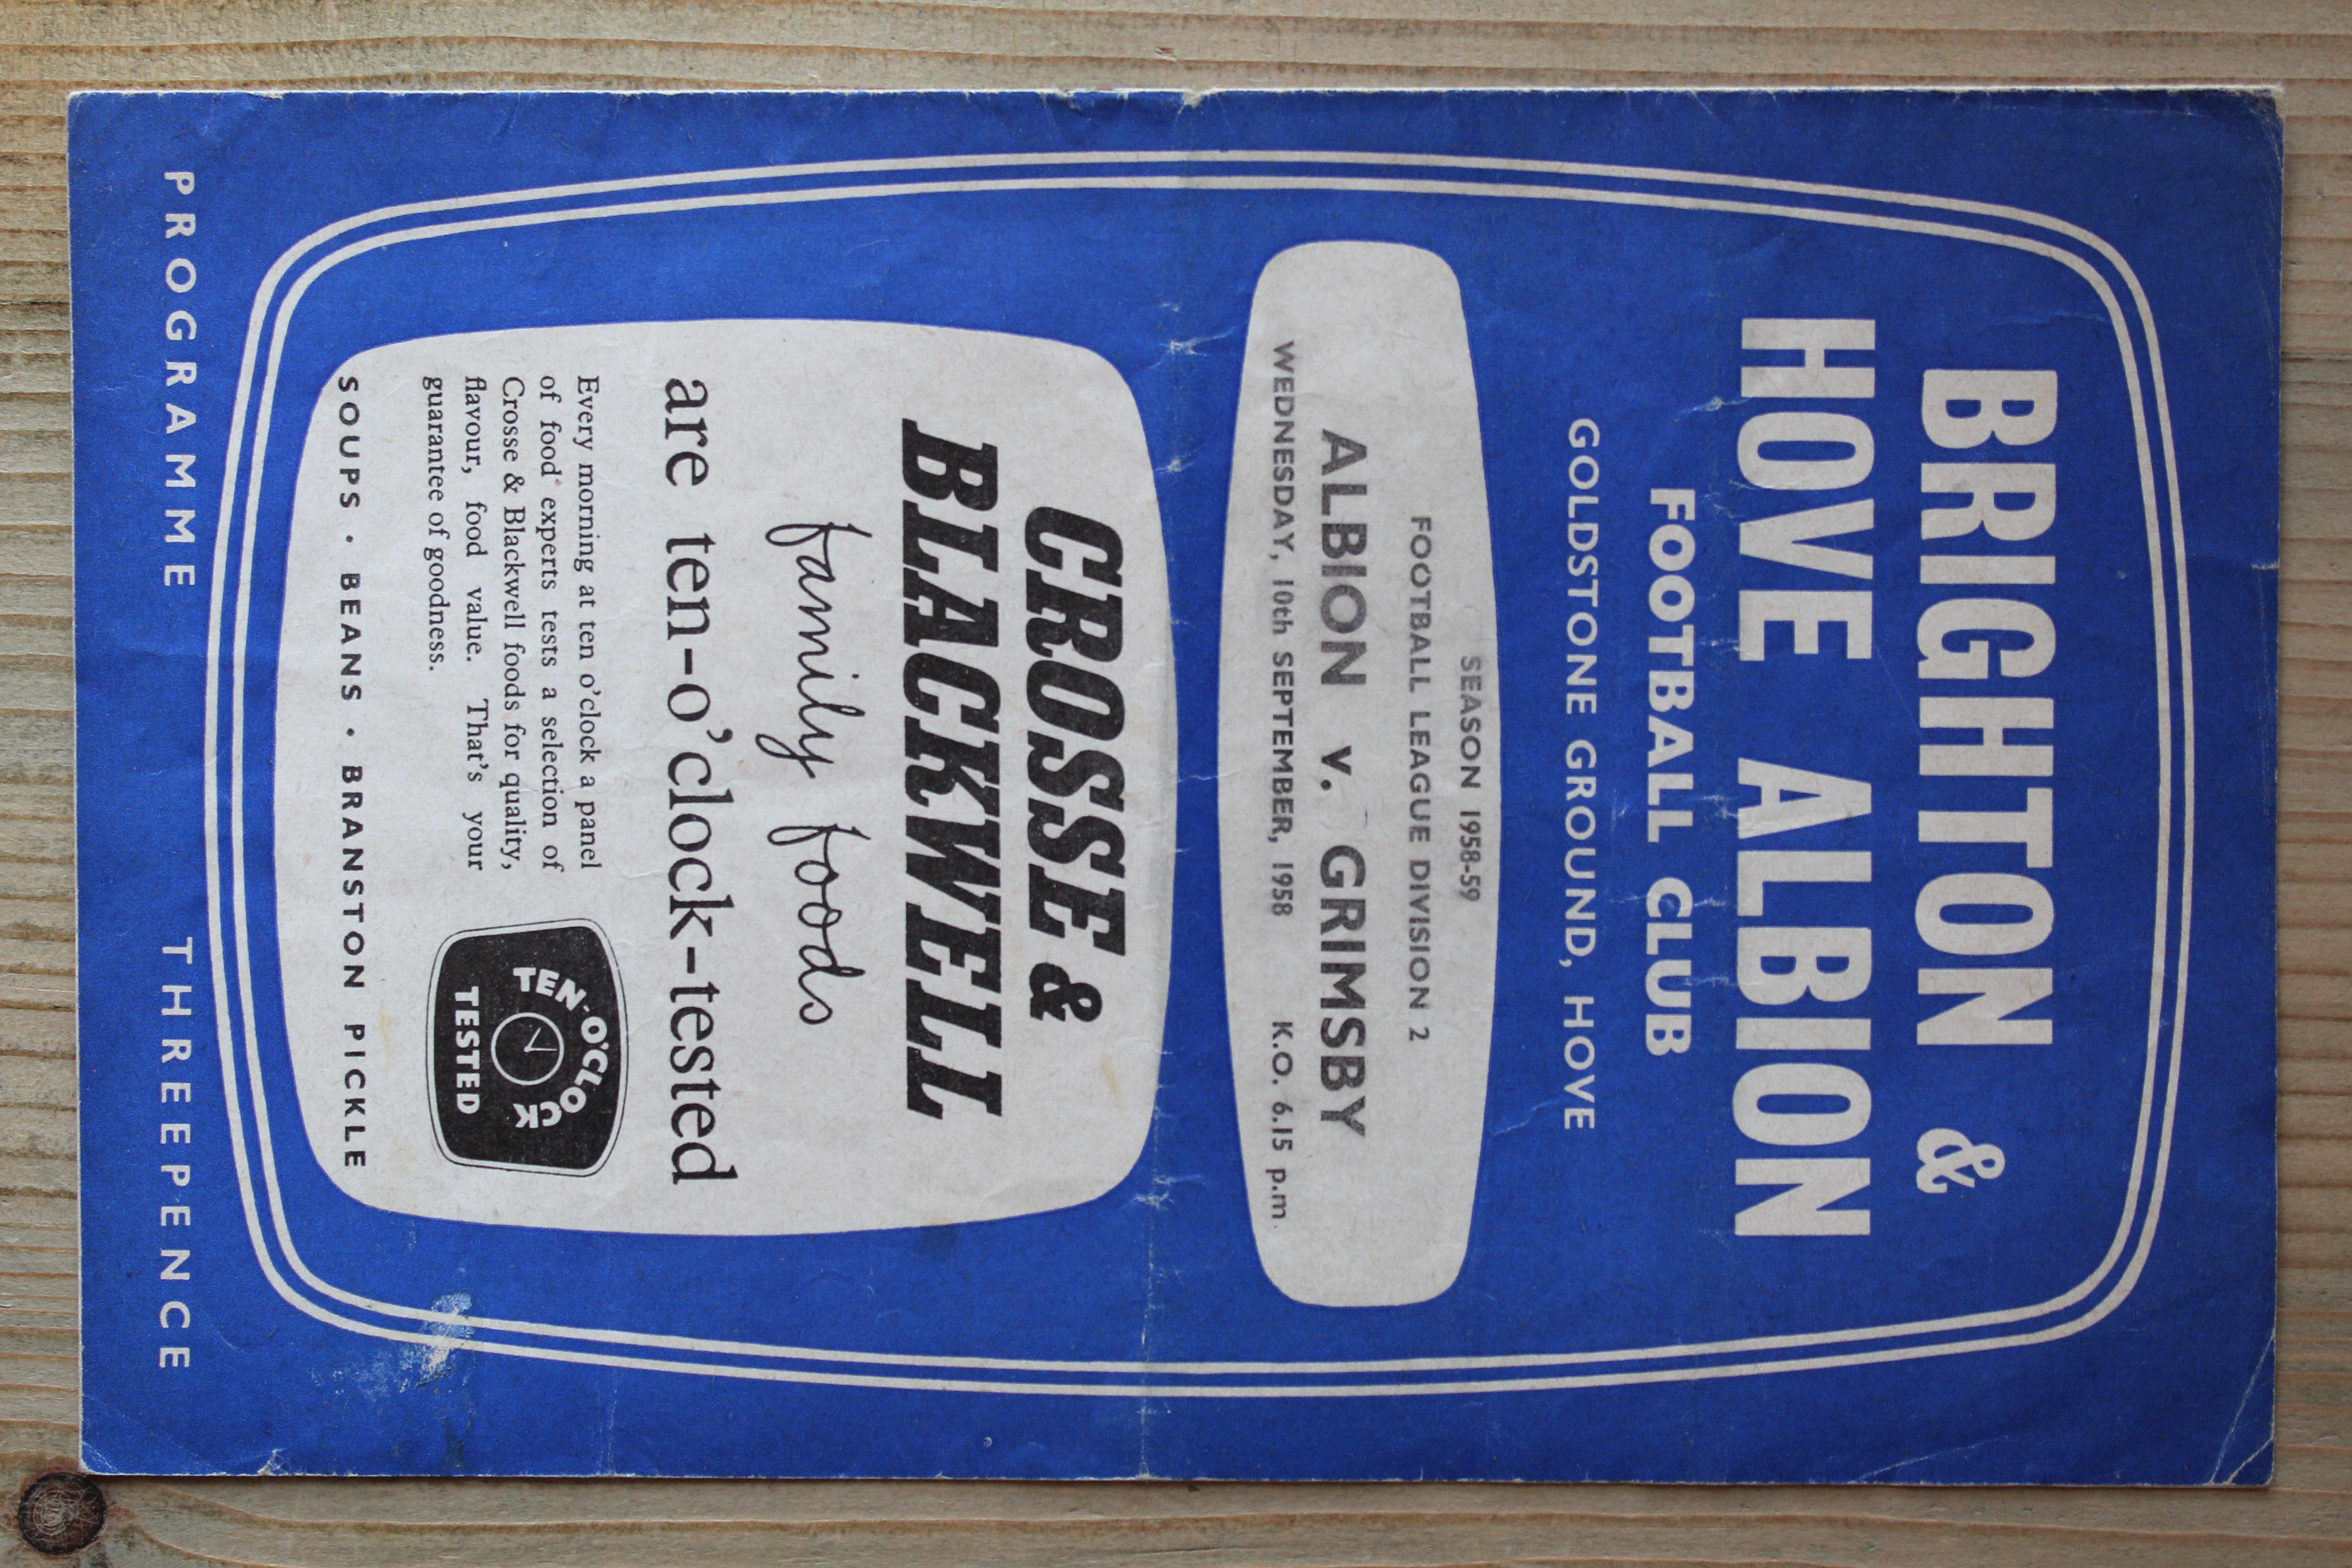 BRIGHTON &
HOVE ALBION
FOOTBALL CLUB
GOLDSTONE GROUND, HOVE
SEASON 1958-59
FOOTBALL LEAGUE DIVISION 2
ALBION v. GRIMSBY
WEDNESDAY, 10th SEPTEMBER, 1958 K.O. 6.15 p.m.
CROSSE &
BLACKWELL
family foods
are ten-o'clock-tested
Every morning at ten o'clock a panel
of food experts tests a selection of
Crosse & Blackwell foods for quality,
flavour, food value. That's your
guarantee of goodness.
TEN-O'CLOCK
TESTED
SOUPS · BEANS · BRANSTON PICKLE
PROGRAMME THREEPENCE